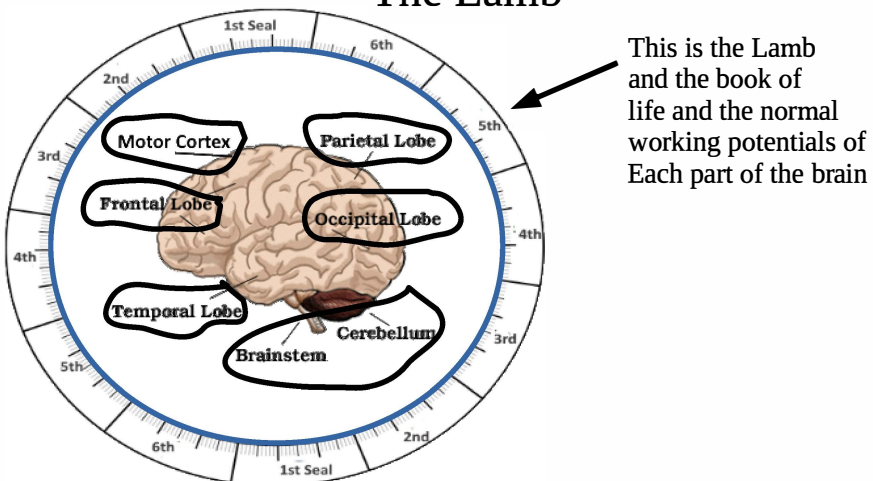 The Lamb
1st Seal
6th
2nd
5th
3rd
4th
4th
3rd
5th
2nd
6th
1st Seal
Motor Cortex
Parietal Lobe
Frontal Lobe
Occipital Lobe
Temporal Lobe
Cerebellum
Brainstem
This is the Lamb
and the book of
life and the normal
working potentials of
Each part of the brain